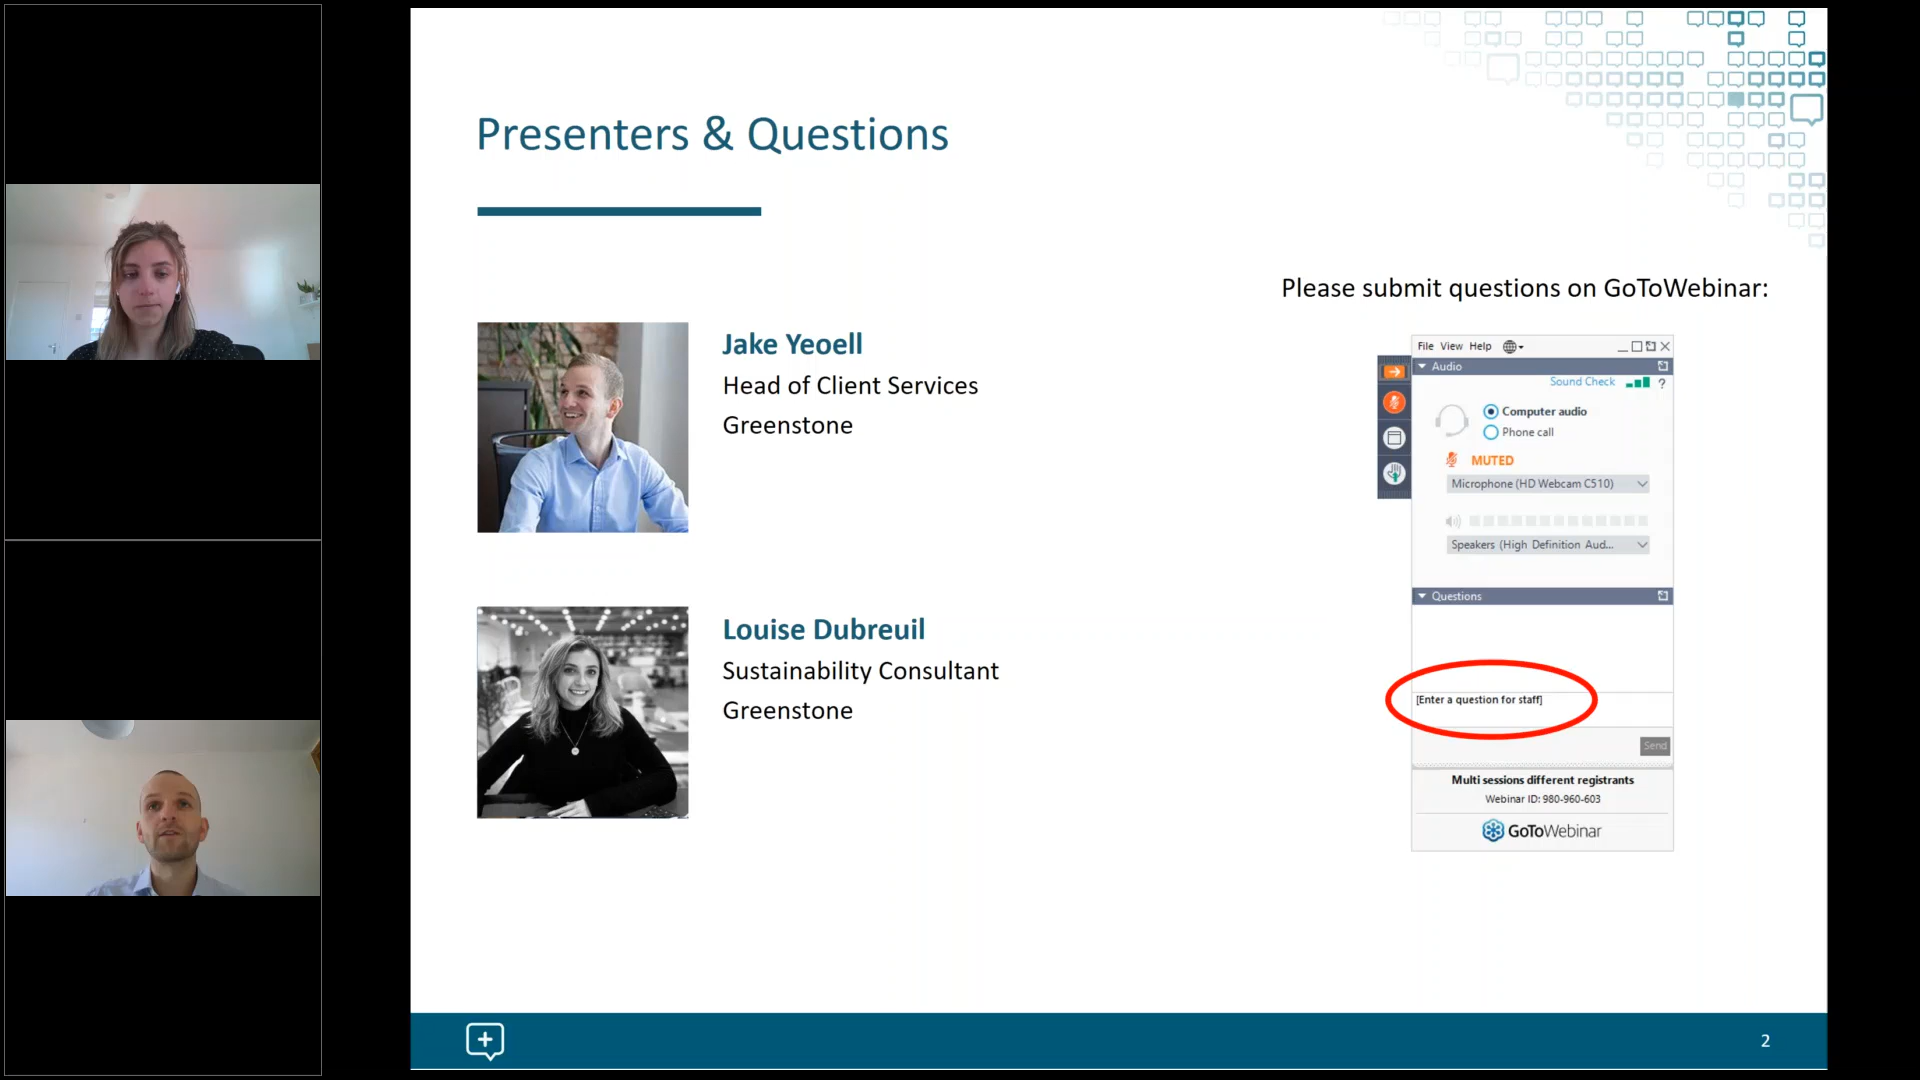 Presenters & Questions
Jake Yeoell
Head of Client Services
Greenstone
Louise Dubreuil
Sustainability Consultant
Greenstone
Please submit questions on GoToWebinar:
File View Help
Audio
Sound Check ?
Computer audio
Phone call
MUTED
Microphone (HD Webcam C510)
Speakers (High Definition Aud...
Questions
[Enter a question for staff]
Send
Multi sessions different registrants
Webinar ID: 980-960-603
GoToWebinar
2